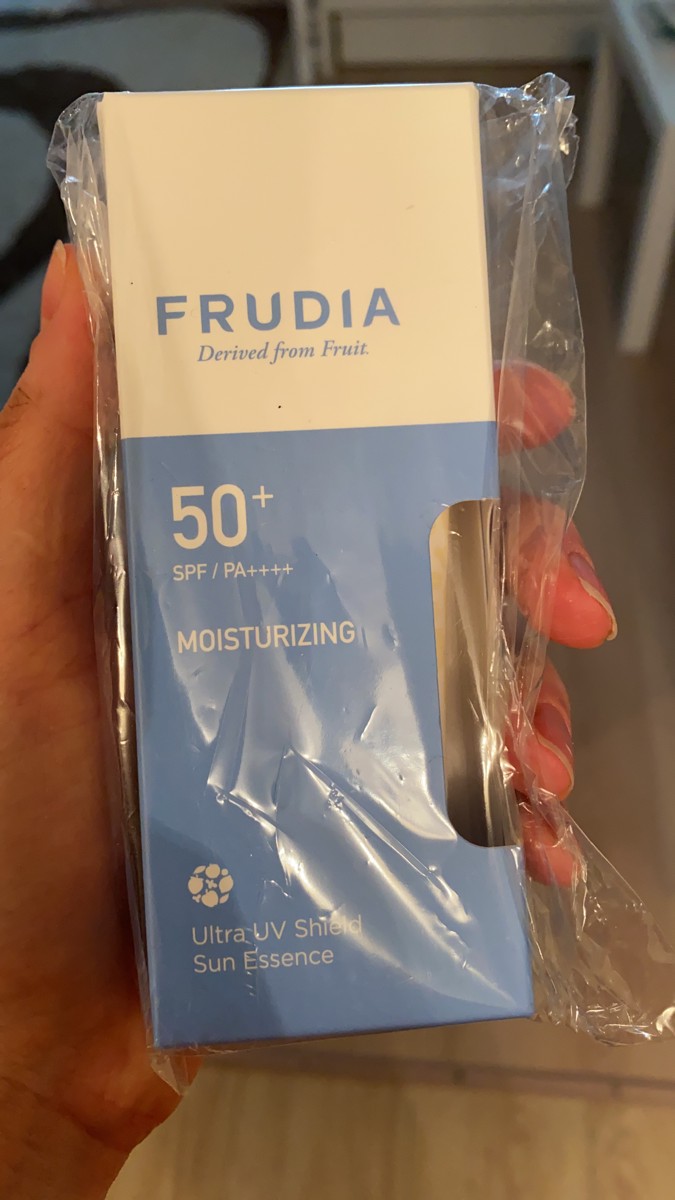 FRUDIA
Derived from Fruit.
50+
SPF / PA++++
MOISTURIZING
Ultra UV Shield
Sun Essence